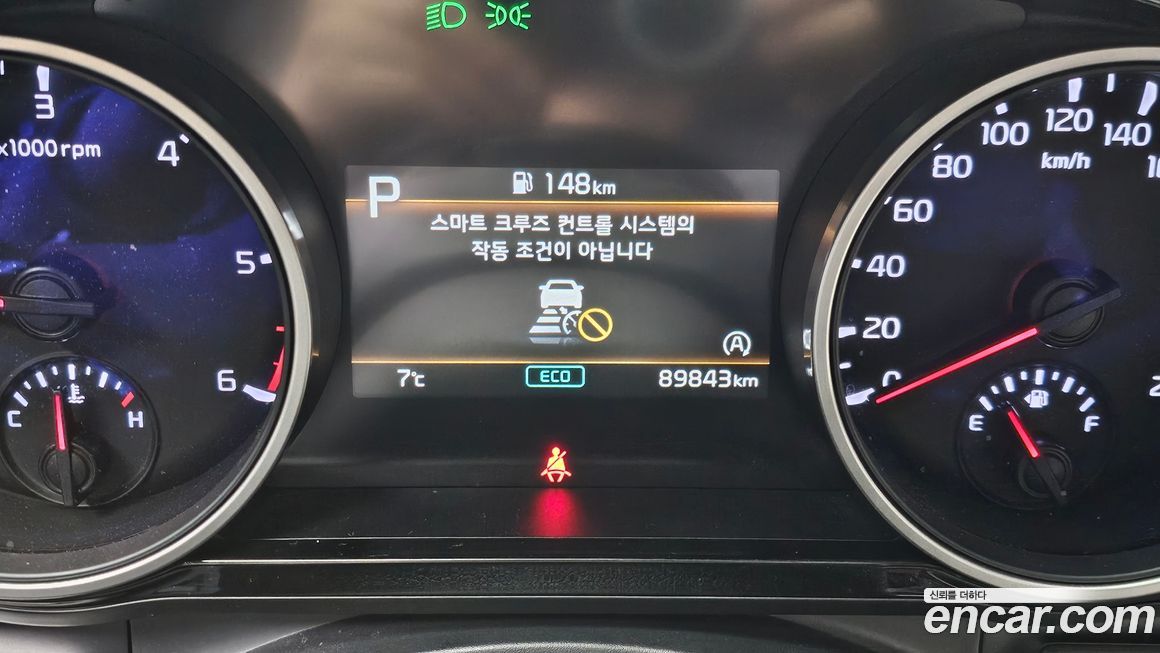 3
x1000rpm
4
5
6
C
H
P
148km
스마트 크루즈 컨트롤 시스템의
작동 조건이 아닙니다
A
7℃
ECO
89843km
0
20
40
60
80
100
120
140
km/h
E
F
신뢰를 더하다
encar.com